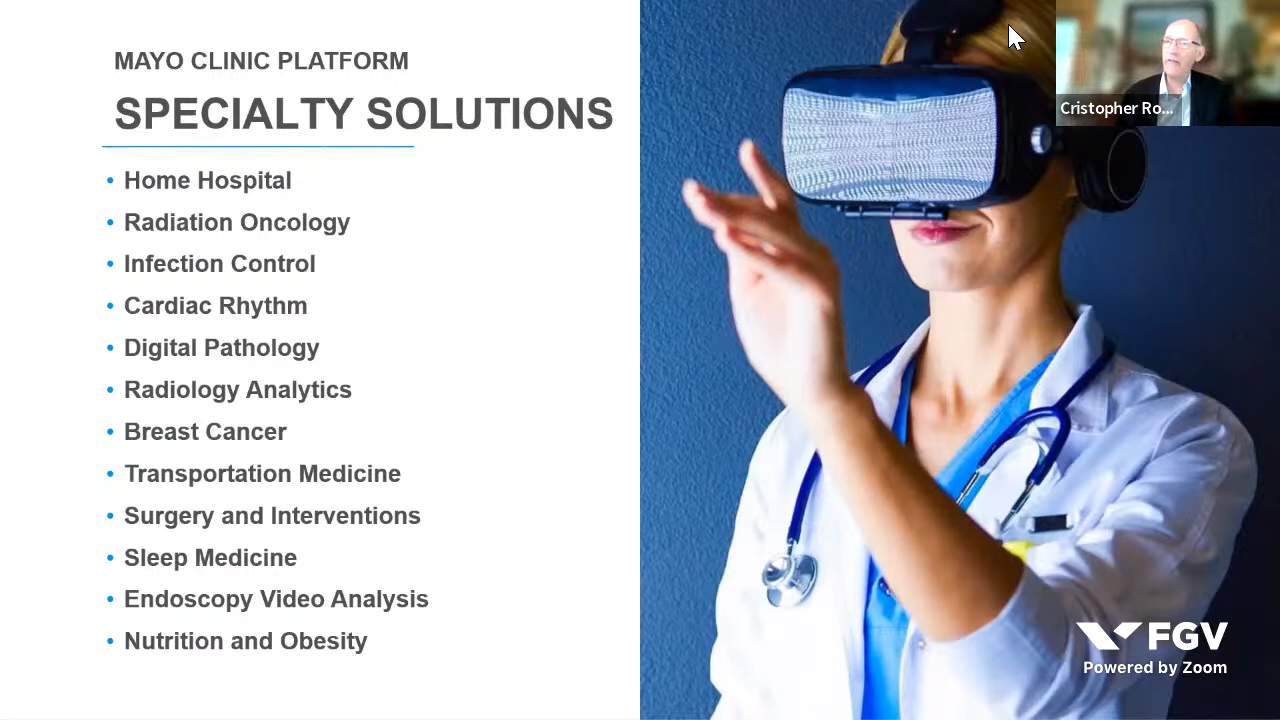 MAYO CLINIC PLATFORM
SPECIALTY SOLUTIONS
• Home Hospital
• Radiation Oncology
• Infection Control
• Cardiac Rhythm
• Digital Pathology
• Radiology Analytics
• Breast Cancer
• Transportation Medicine
• Surgery and Interventions
• Sleep Medicine
• Endoscopy Video Analysis
• Nutrition and Obesity
Cristopher Ro...
FGV
Powered by Zoom